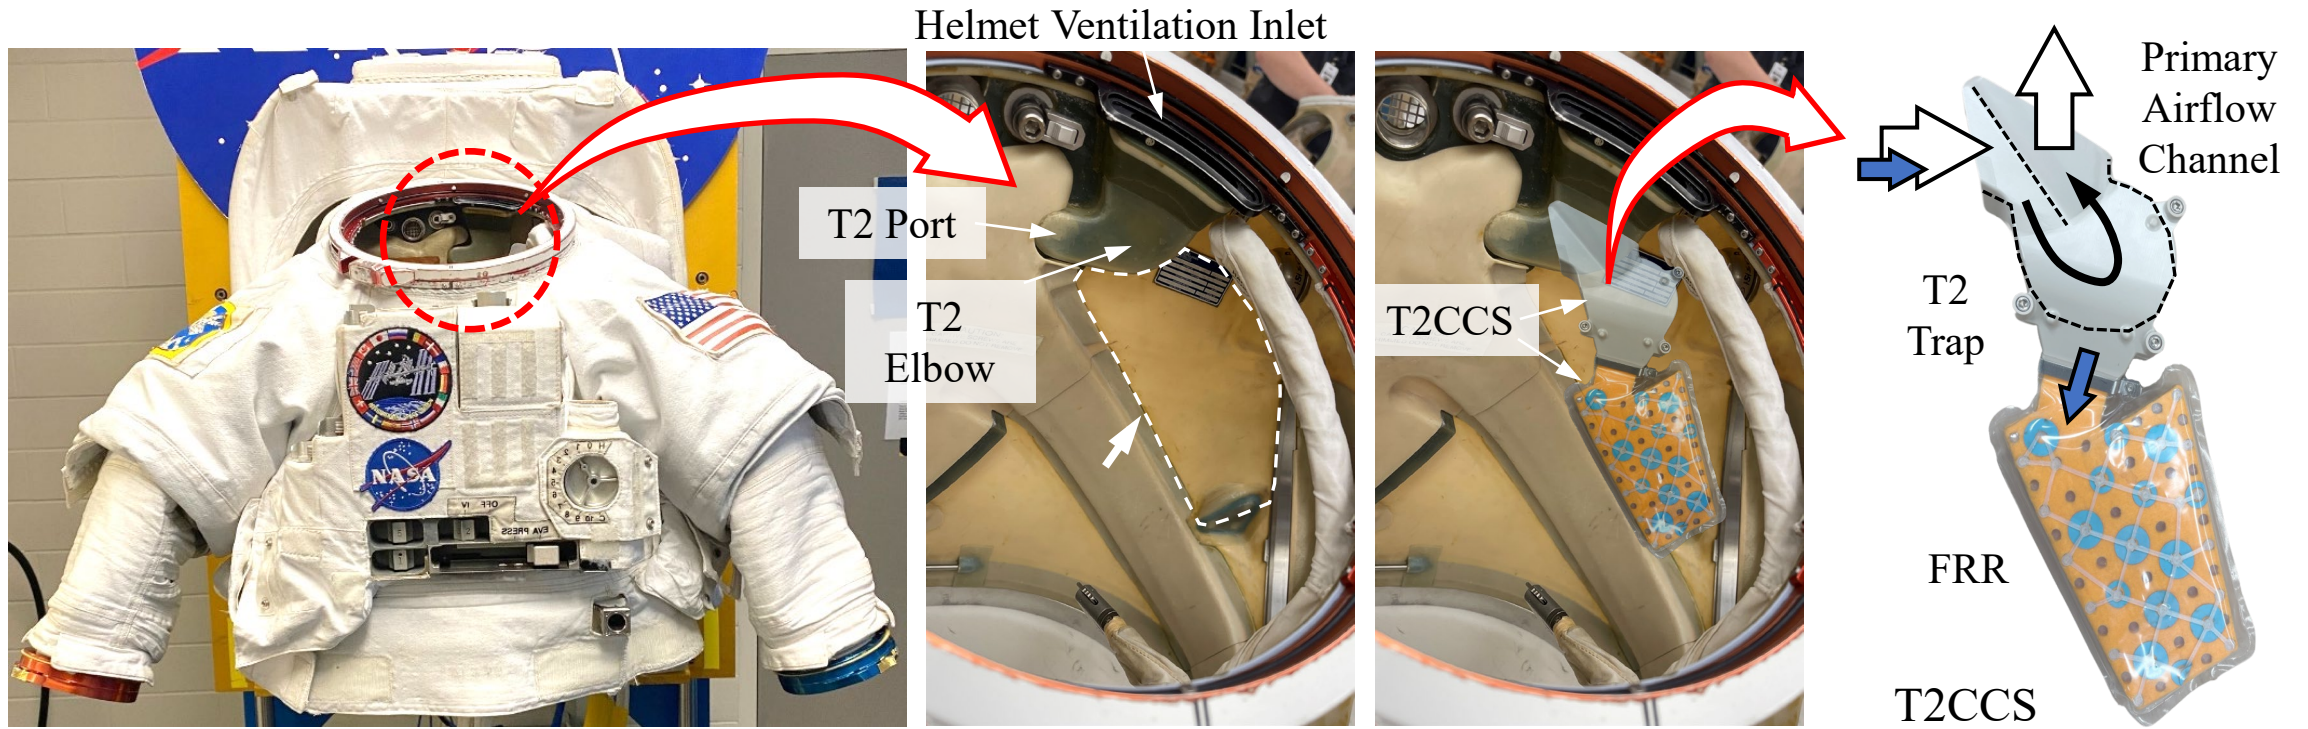 Helmet Ventilation Inlet
T2 Port
T2
Elbow
T2CCS
Primary
Airflow
Channel
T2
Trap
FRR
T2CCS
NASA
OFF IV
EVA PRESS